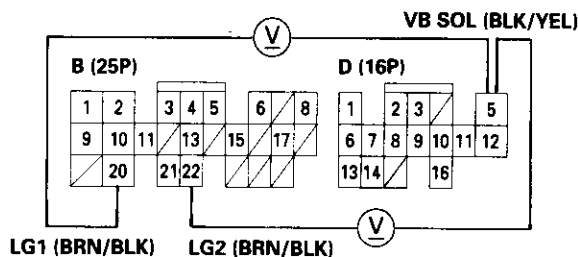 VB SOL (BLK/YEL)
V
B (25P)
D (16P)
1 2 3 4 5 6 8
9 10 11 13 15 17
20 21 22
1 2 3 5
6 7 8 9 10 11 12
13 14 16
V
LG1 (BRN/BLK)
LG2 (BRN/BLK)